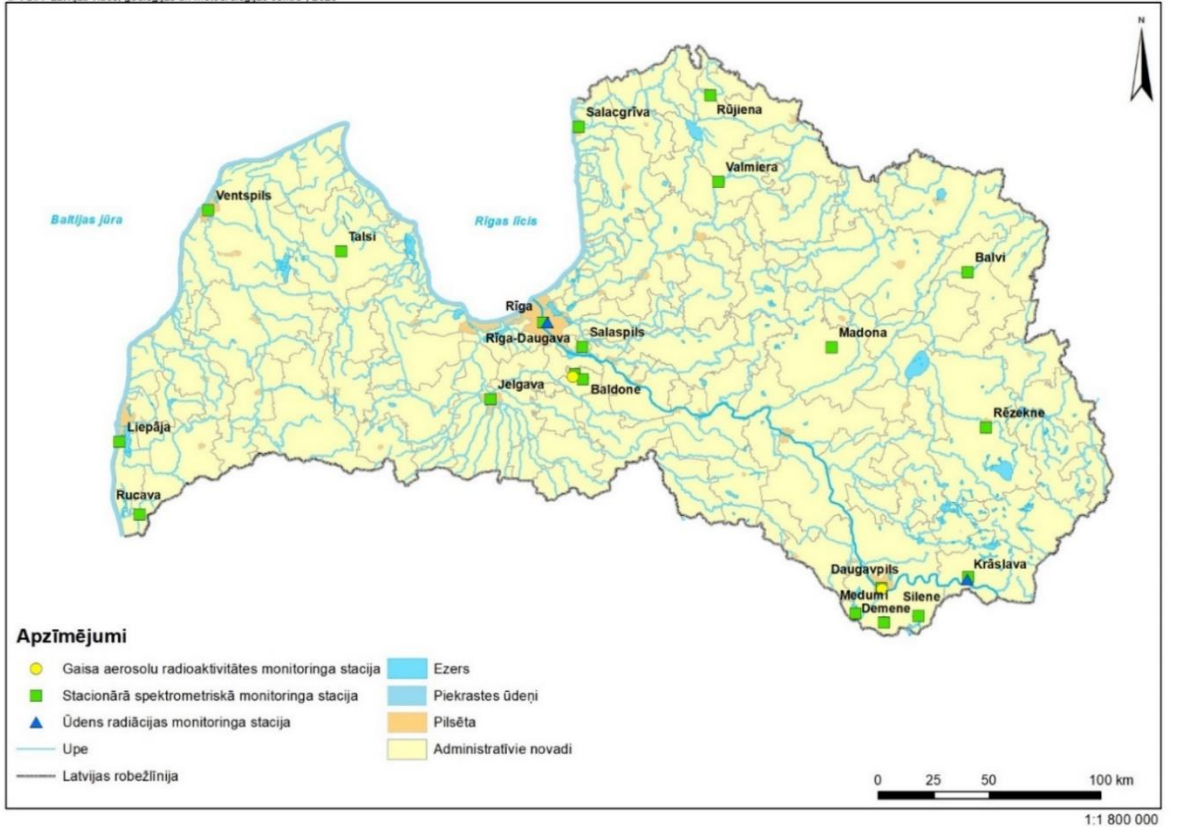 N
Salacgrīva
Rūjiena
Valmiera
Ventspils
Baltijas jūra
Rīgas līcis
Talsi
Balvi
Rīga
Rīga-Daugava
Salaspils
Madona
Jelgava
Baldone
Liepāja
Rēzekne
Rucava
Daugavpils
Krāslava
Medumi
Silene
Demene
Apzīmējumi
Gaisa aerosolu radioaktivitātes monitoringa stacija
Ezers
Stacionārā spektrometriskā monitoringa stacija
Piekrastes ūdeņi
Ūdens radiācijas monitoringa stacija
Pilsēta
Upe
Administratīvie novadi
Latvijas robežlīnija
0 25 50 100 km
1:1 800 000